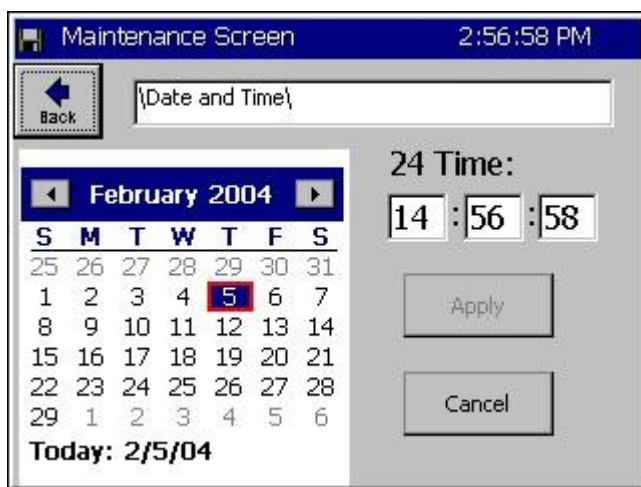 Maintenance Screen 2:56:58 PM
Back
\Date and Time\
24 Time:
14 : 56 : 58
February 2004
S M T W T F S
25 26 27 28 29 30 31
1 2 3 4 5 6 7
8 9 10 11 12 13 14
15 16 17 18 19 20 21
22 23 24 25 26 27 28
29 1 2 3 4 5 6
Today: 2/5/04
Apply
Cancel